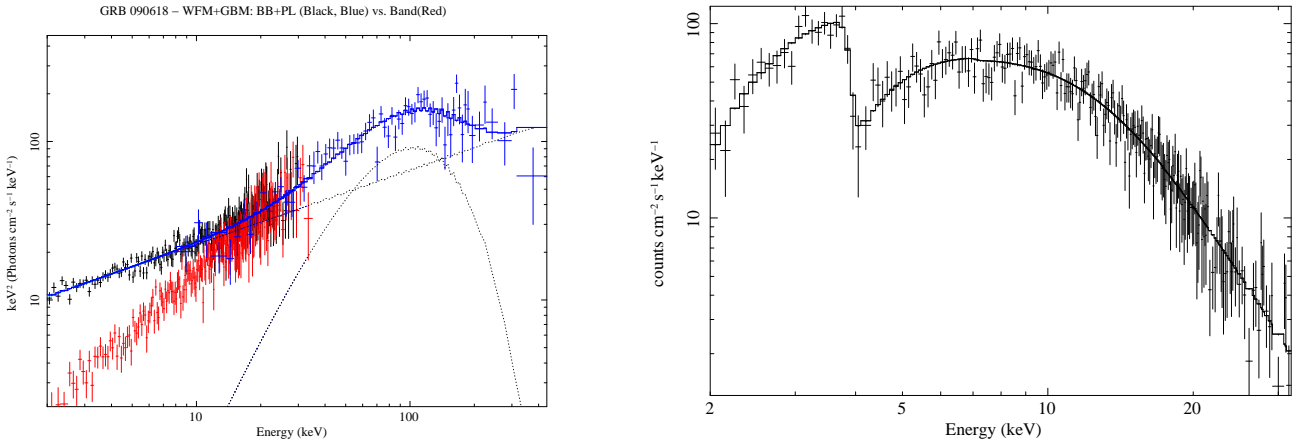 GRB 090618 – WFM+GBM: BB+PL (Black, Blue) vs. Band(Red)
keV² (Photons cm⁻² s⁻¹ keV⁻¹)
100
10
10
100
Energy (keV)
counts cm⁻² s⁻¹ keV⁻¹
100
10
2
5
10
20
Energy (keV)